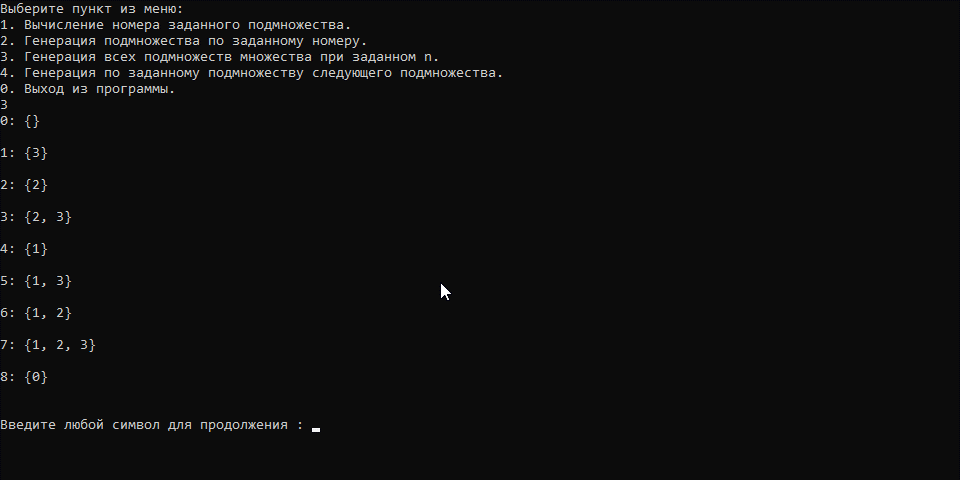 Выберите пункт из меню:
1. Вычисление номера заданного подмножества.
2. Генерация подмножества по заданному номеру.
3. Генерация всех подмножеств множества при заданном n.
4. Генерация по заданному подмножеству следующего подмножества.
0. Выход из программы.
3
0: {}
1: {3}
2: {2}
3: {2, 3}
4: {1}
5: {1, 3}
6: {1, 2}
7: {1, 2, 3}
8: {0}
Введите любой символ для продолжения :